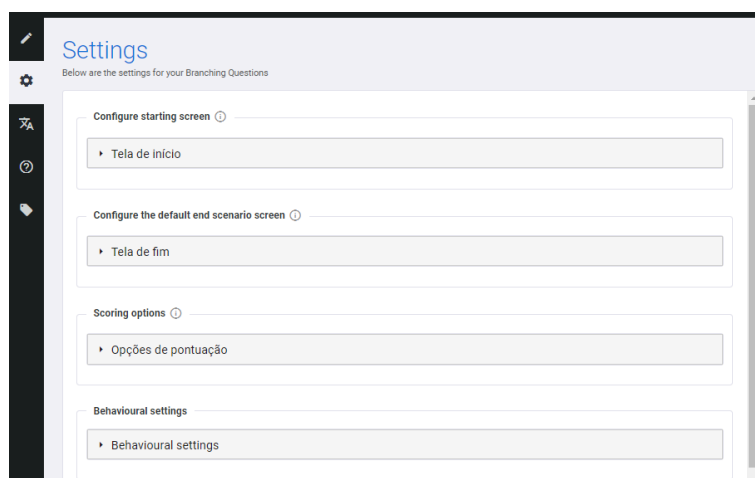 Settings
Below are the settings for your Branching Questions
Configure starting screen
Tela de início
Configure the default end scenario screen
Tela de fim
Scoring options
Opções de pontuação
Behavioural settings
Behavioural settings